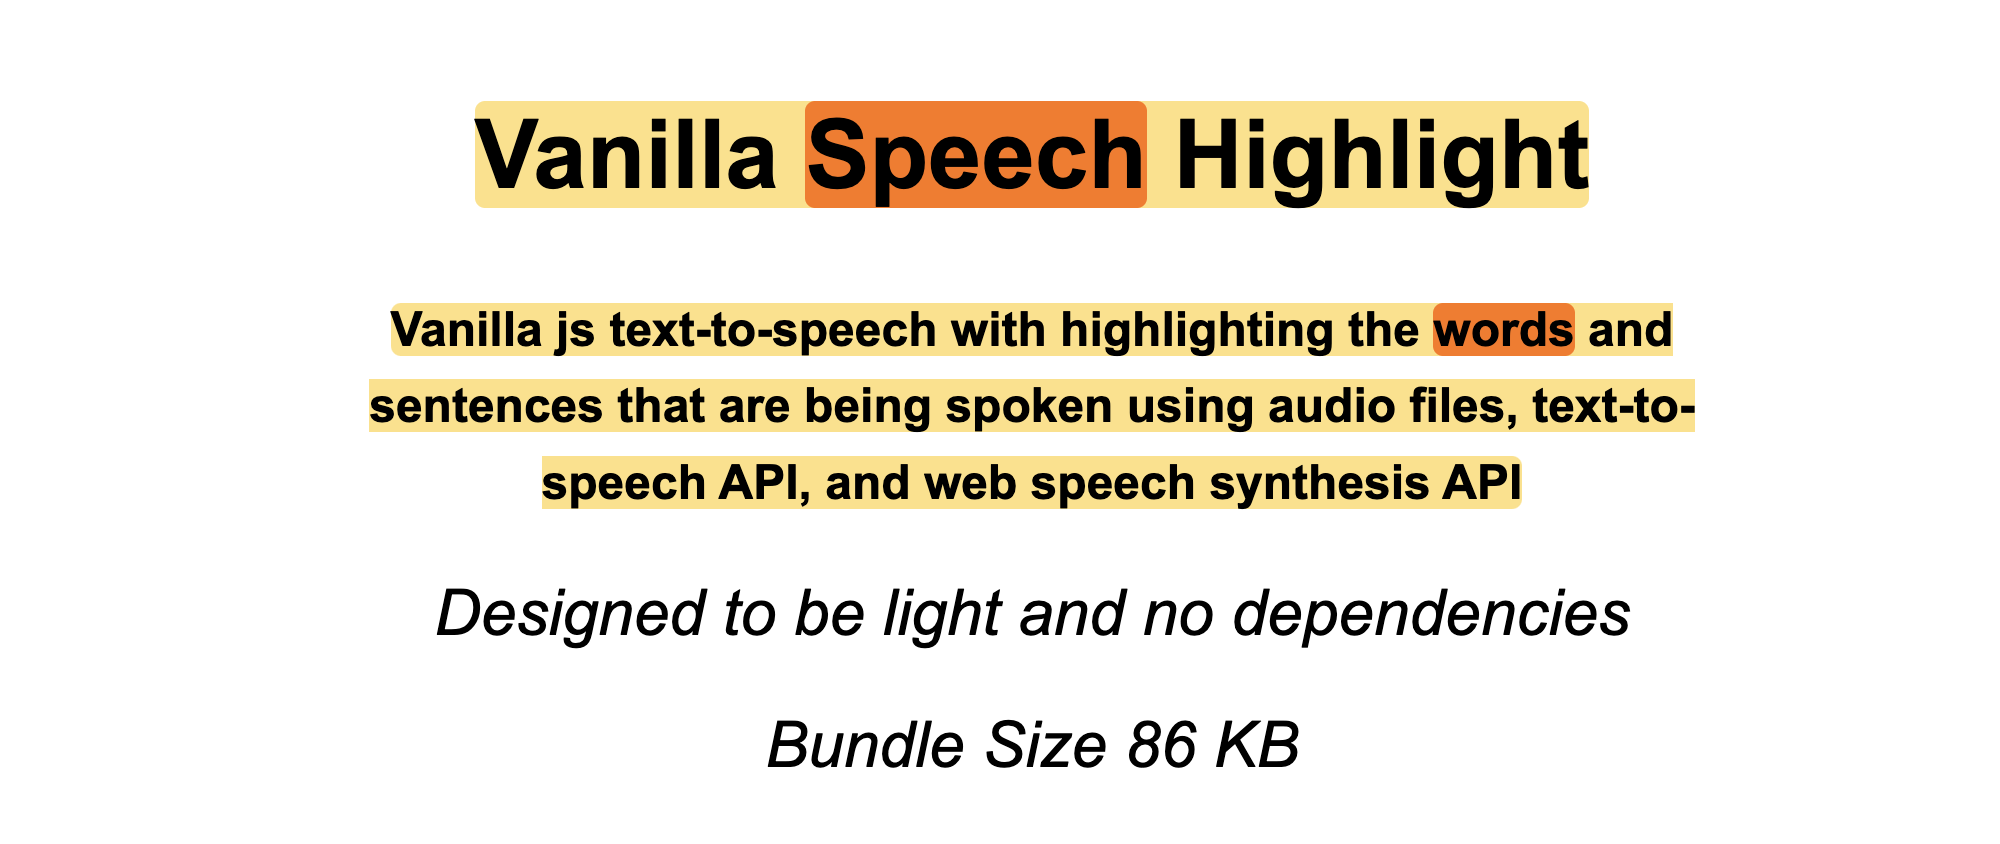 Vanilla Speech Highlight
Vanilla js text-to-speech with highlighting the words and
sentences that are being spoken using audio files, text-to-
speech API, and web speech synthesis API
Designed to be light and no dependencies
Bundle Size 86 KB